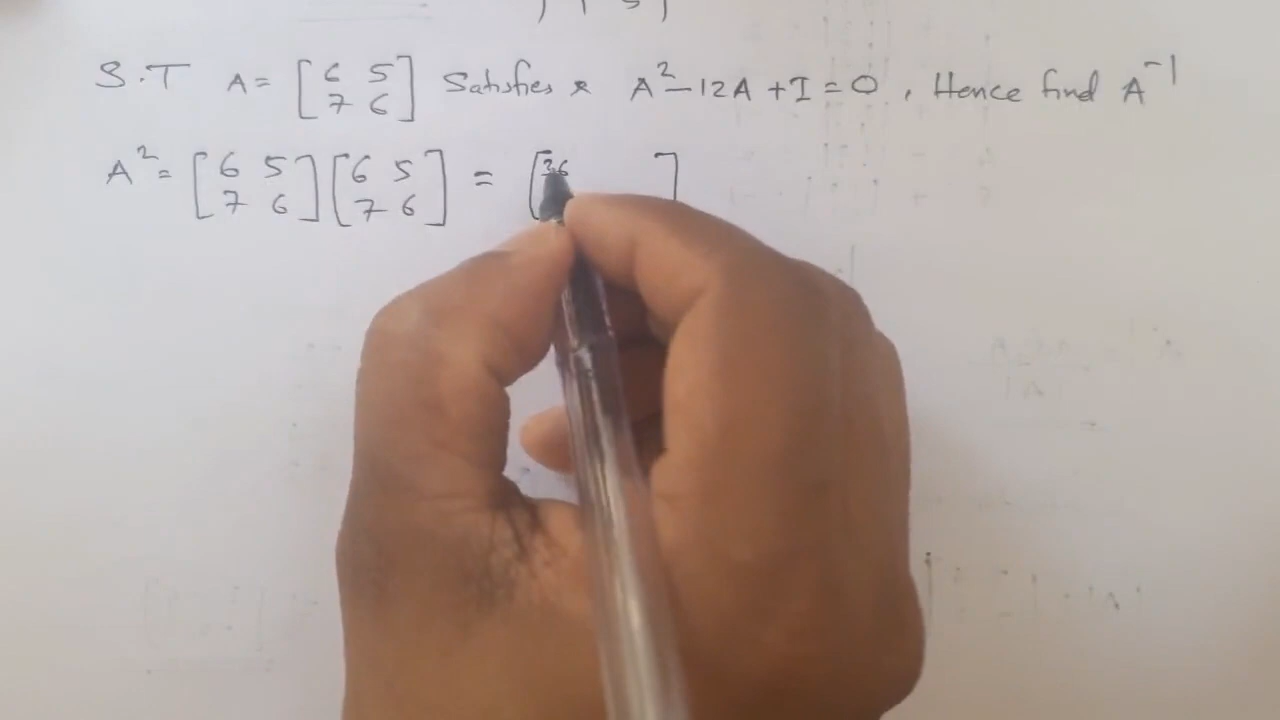 S.T A = [6 5 7 6] Satisfies A² - 12A + I = 0, Hence find A⁻¹
A² = [6 5 7 6] [6 5 7 6] = [36 ]